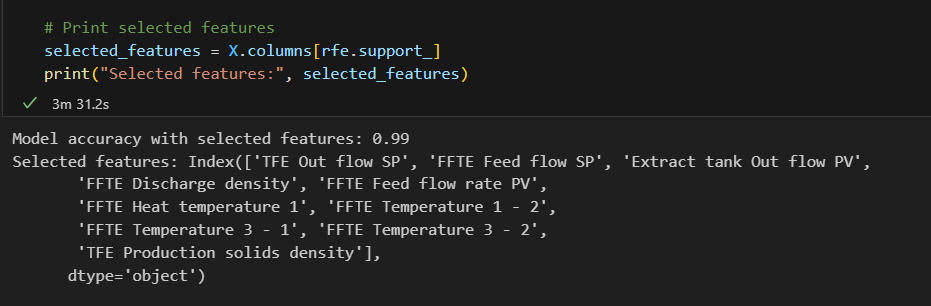 # Print selected features
selected_features = X.columns[rfe.support_]
print("Selected features:", selected_features)
3m 31.2s
Model accuracy with selected features: 0.99
Selected features: Index(['TFE Out flow SP', 'FFTE Feed flow SP', 'Extract tank Out flow PV',
'FFTE Discharge density', 'FFTE Feed flow rate PV',
'FFTE Heat temperature 1', 'FFTE Temperature 1 - 2',
'FFTE Temperature 3 - 1', 'FFTE Temperature 3 - 2',
'TFE Production solids density'],
dtype='object')